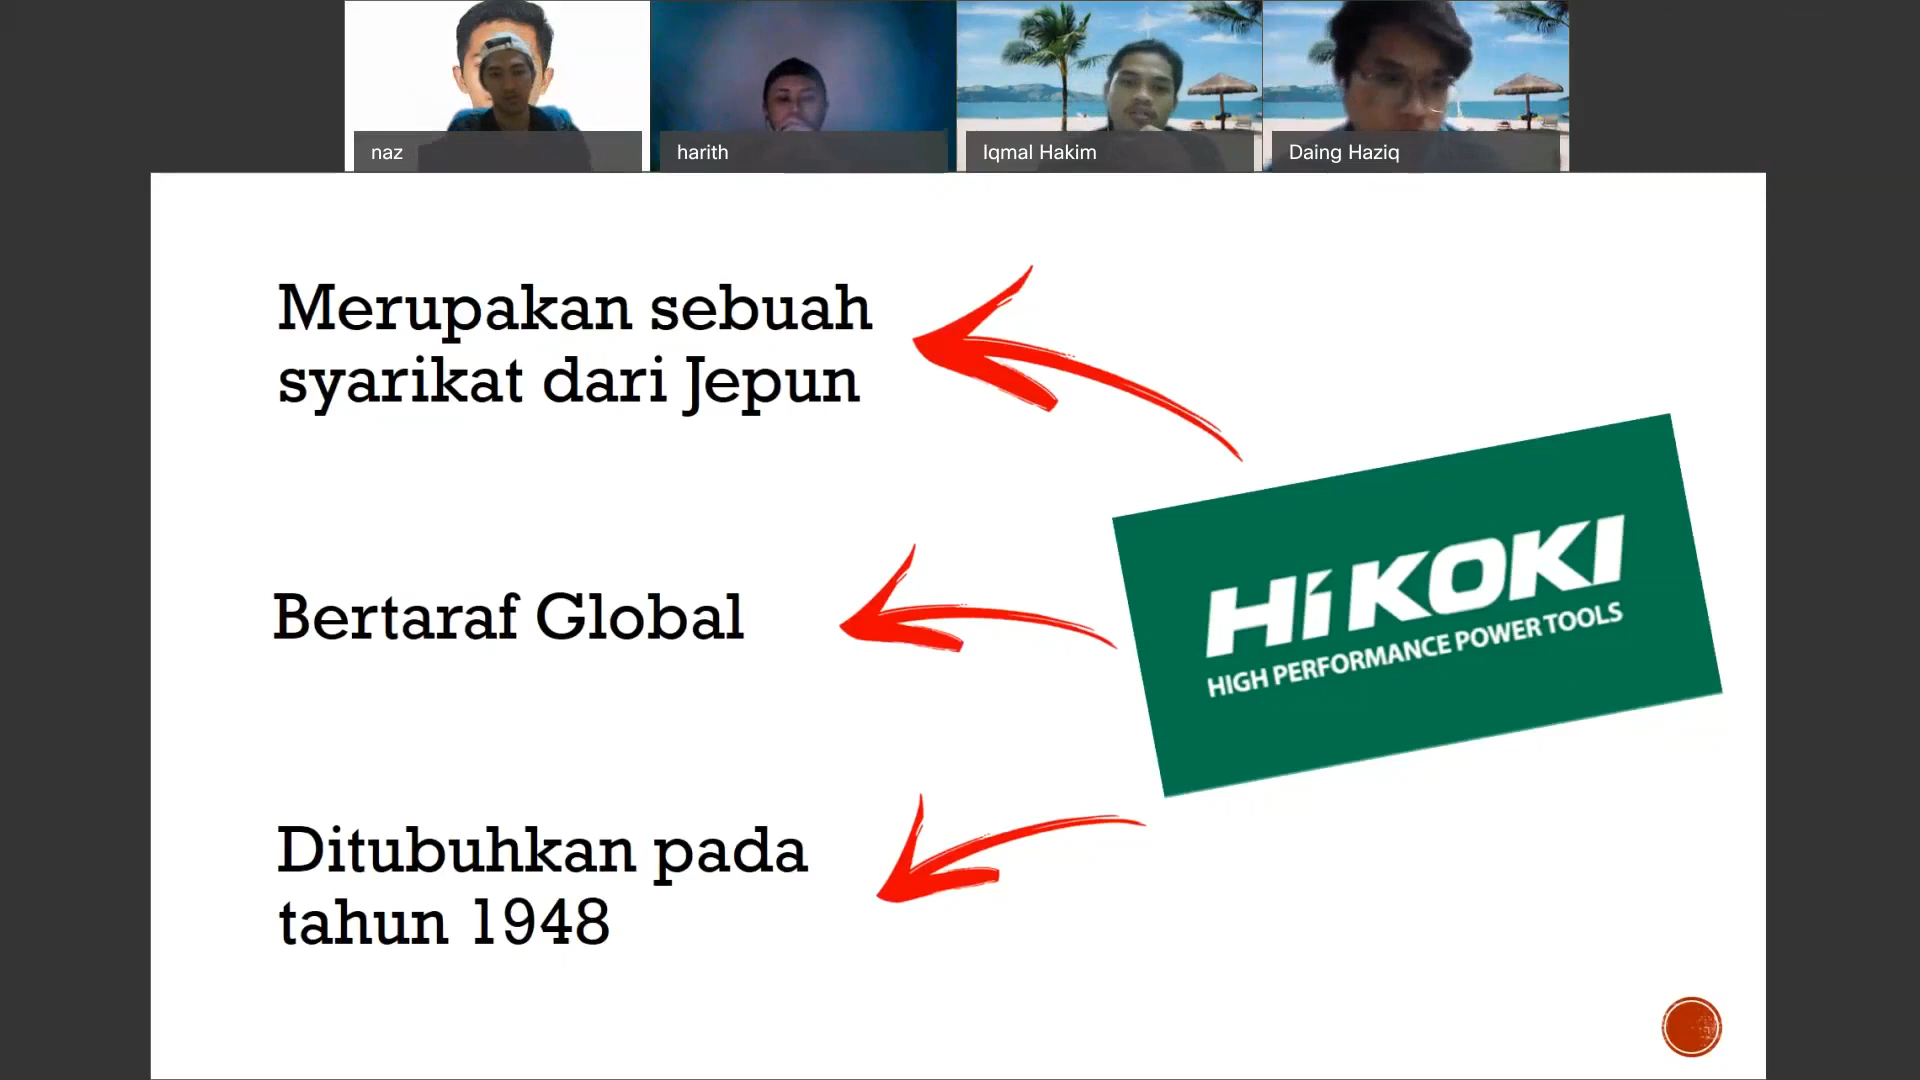 naz
harith
Iqmal Hakim
Daing Haziq
Merupakan sebuah
syarikat dari Jepun
Bertaraf Global
Ditubuhkan pada
tahun 1948
HiKOKI
HIGH PERFORMANCE POWER TOOLS